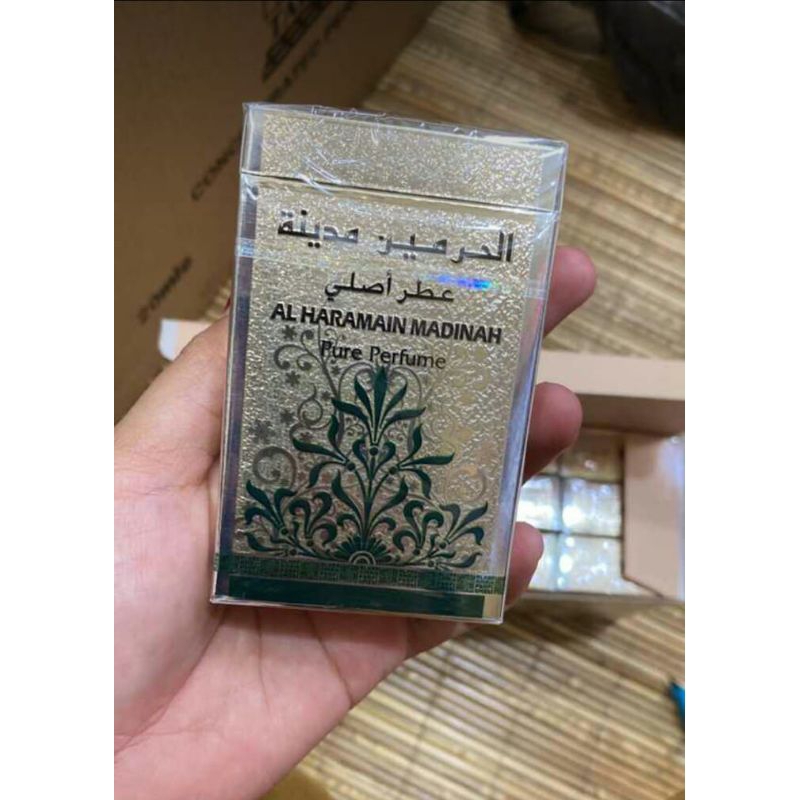 الحرمين مدينة
عطر أصلي
AL HARAMAIN MADINAH
Pure Perfume